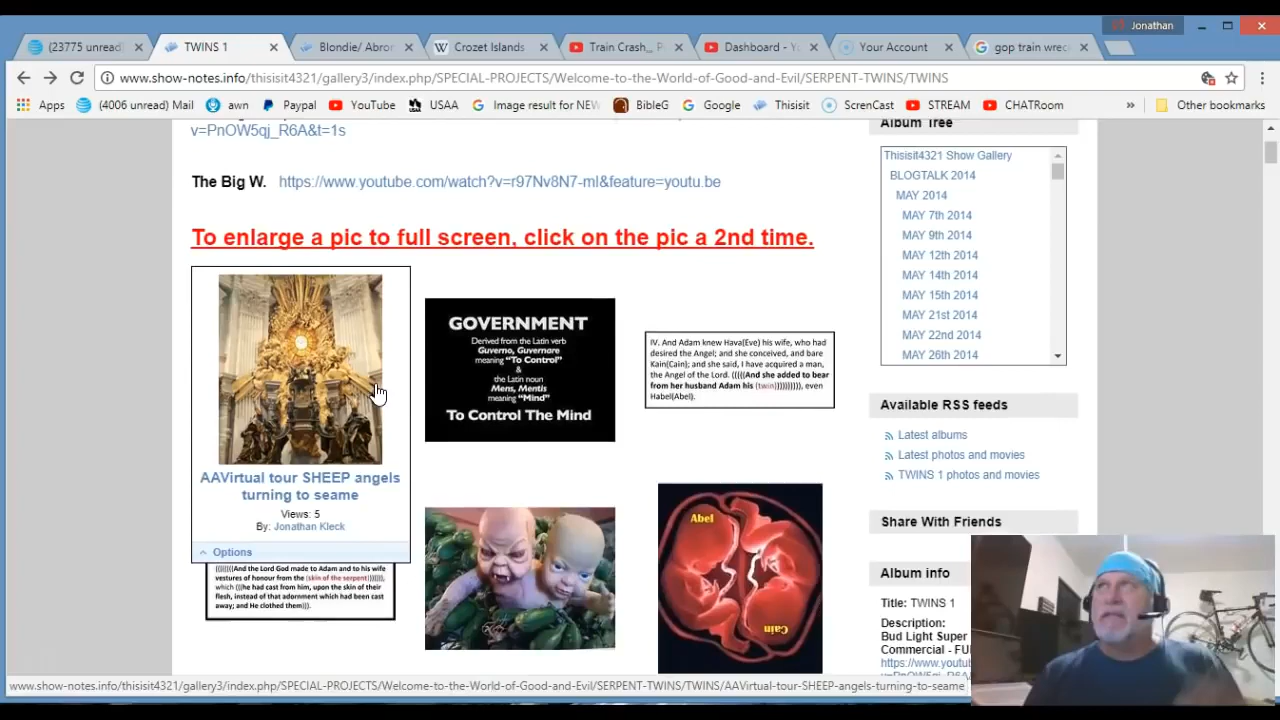 Jonathan
(23775 unread)
TWINS 1
Blondie/ Abron
Crozet Islands
Train Crash_ P
Dashboard - Yo
Your Account
gop train wreck
www.show-notes.info/thisisit4321/gallery3/index.php/SPECIAL-PROJECTS/Welcome-to-the-World-of-Good-and-Evil/SERPENT-TWINS/TWINS
Apps
(4006 unread) Mail
awn
Paypal
YouTube
USAA
Image result for NEW
BibleG
Google
Thisisit
ScrenCast
STREAM
CHATRoom
»
Other bookmarks
v=PnOW5qj_R6A&t=1s
The Big W. https://www.youtube.com/watch?v=r97Nv8N7-mI&feature=youtu.be
To enlarge a pic to full screen, click on the pic a 2nd time.
AAVirtual tour SHEEP angels
turning to seame
Views: 5
By: Jonathan Kleck
Options
GOVERNMENT
Derived from the Latin verb
Guverno, Guvernare
meaning "To Control"
&
the Latin noun
Mens, Mentis
meaning "Mind"
To Control The Mind
IV. And Adam knew Hava(Eve) his wife, who had
desired the Angel; and she conceived, and bare
Kain(Cain); and she said, I have acquired a man,
the Angel of the Lord. (((((And she added to bear
from her husband Adam his (twin)))))))))), even
Habel(Abel).
((((((((And the Lord God made to Adam and to his wife
vestures of honour from the (skin of the serpent)))))),
which (((he had cast from him, upon the skin of their
flesh, instead of that adornment which had been cast
away; and He clothed them))).
Abel
Cain
Album Tree
Thisisit4321 Show Gallery
BLOGTALK 2014
MAY 2014
MAY 7th 2014
MAY 9th 2014
MAY 12th 2014
MAY 14th 2014
MAY 15th 2014
MAY 21st 2014
MAY 22nd 2014
MAY 26th 2014
Available RSS feeds
Latest albums
Latest photos and movies
TWINS 1 photos and movies
Share With Friends
Album info
Title: TWINS 1
Description:
Bud Light Super
Commercial - FU
https://www.yout
www.show-notes.info/thisisit4321/gallery3/index.php/SPECIAL-PROJECTS/Welcome-to-the-World-of-Good-and-Evil/SERPENT-TWINS/TWINS/AAVirtual-tour-SHEEP-angels-turning-to-seame